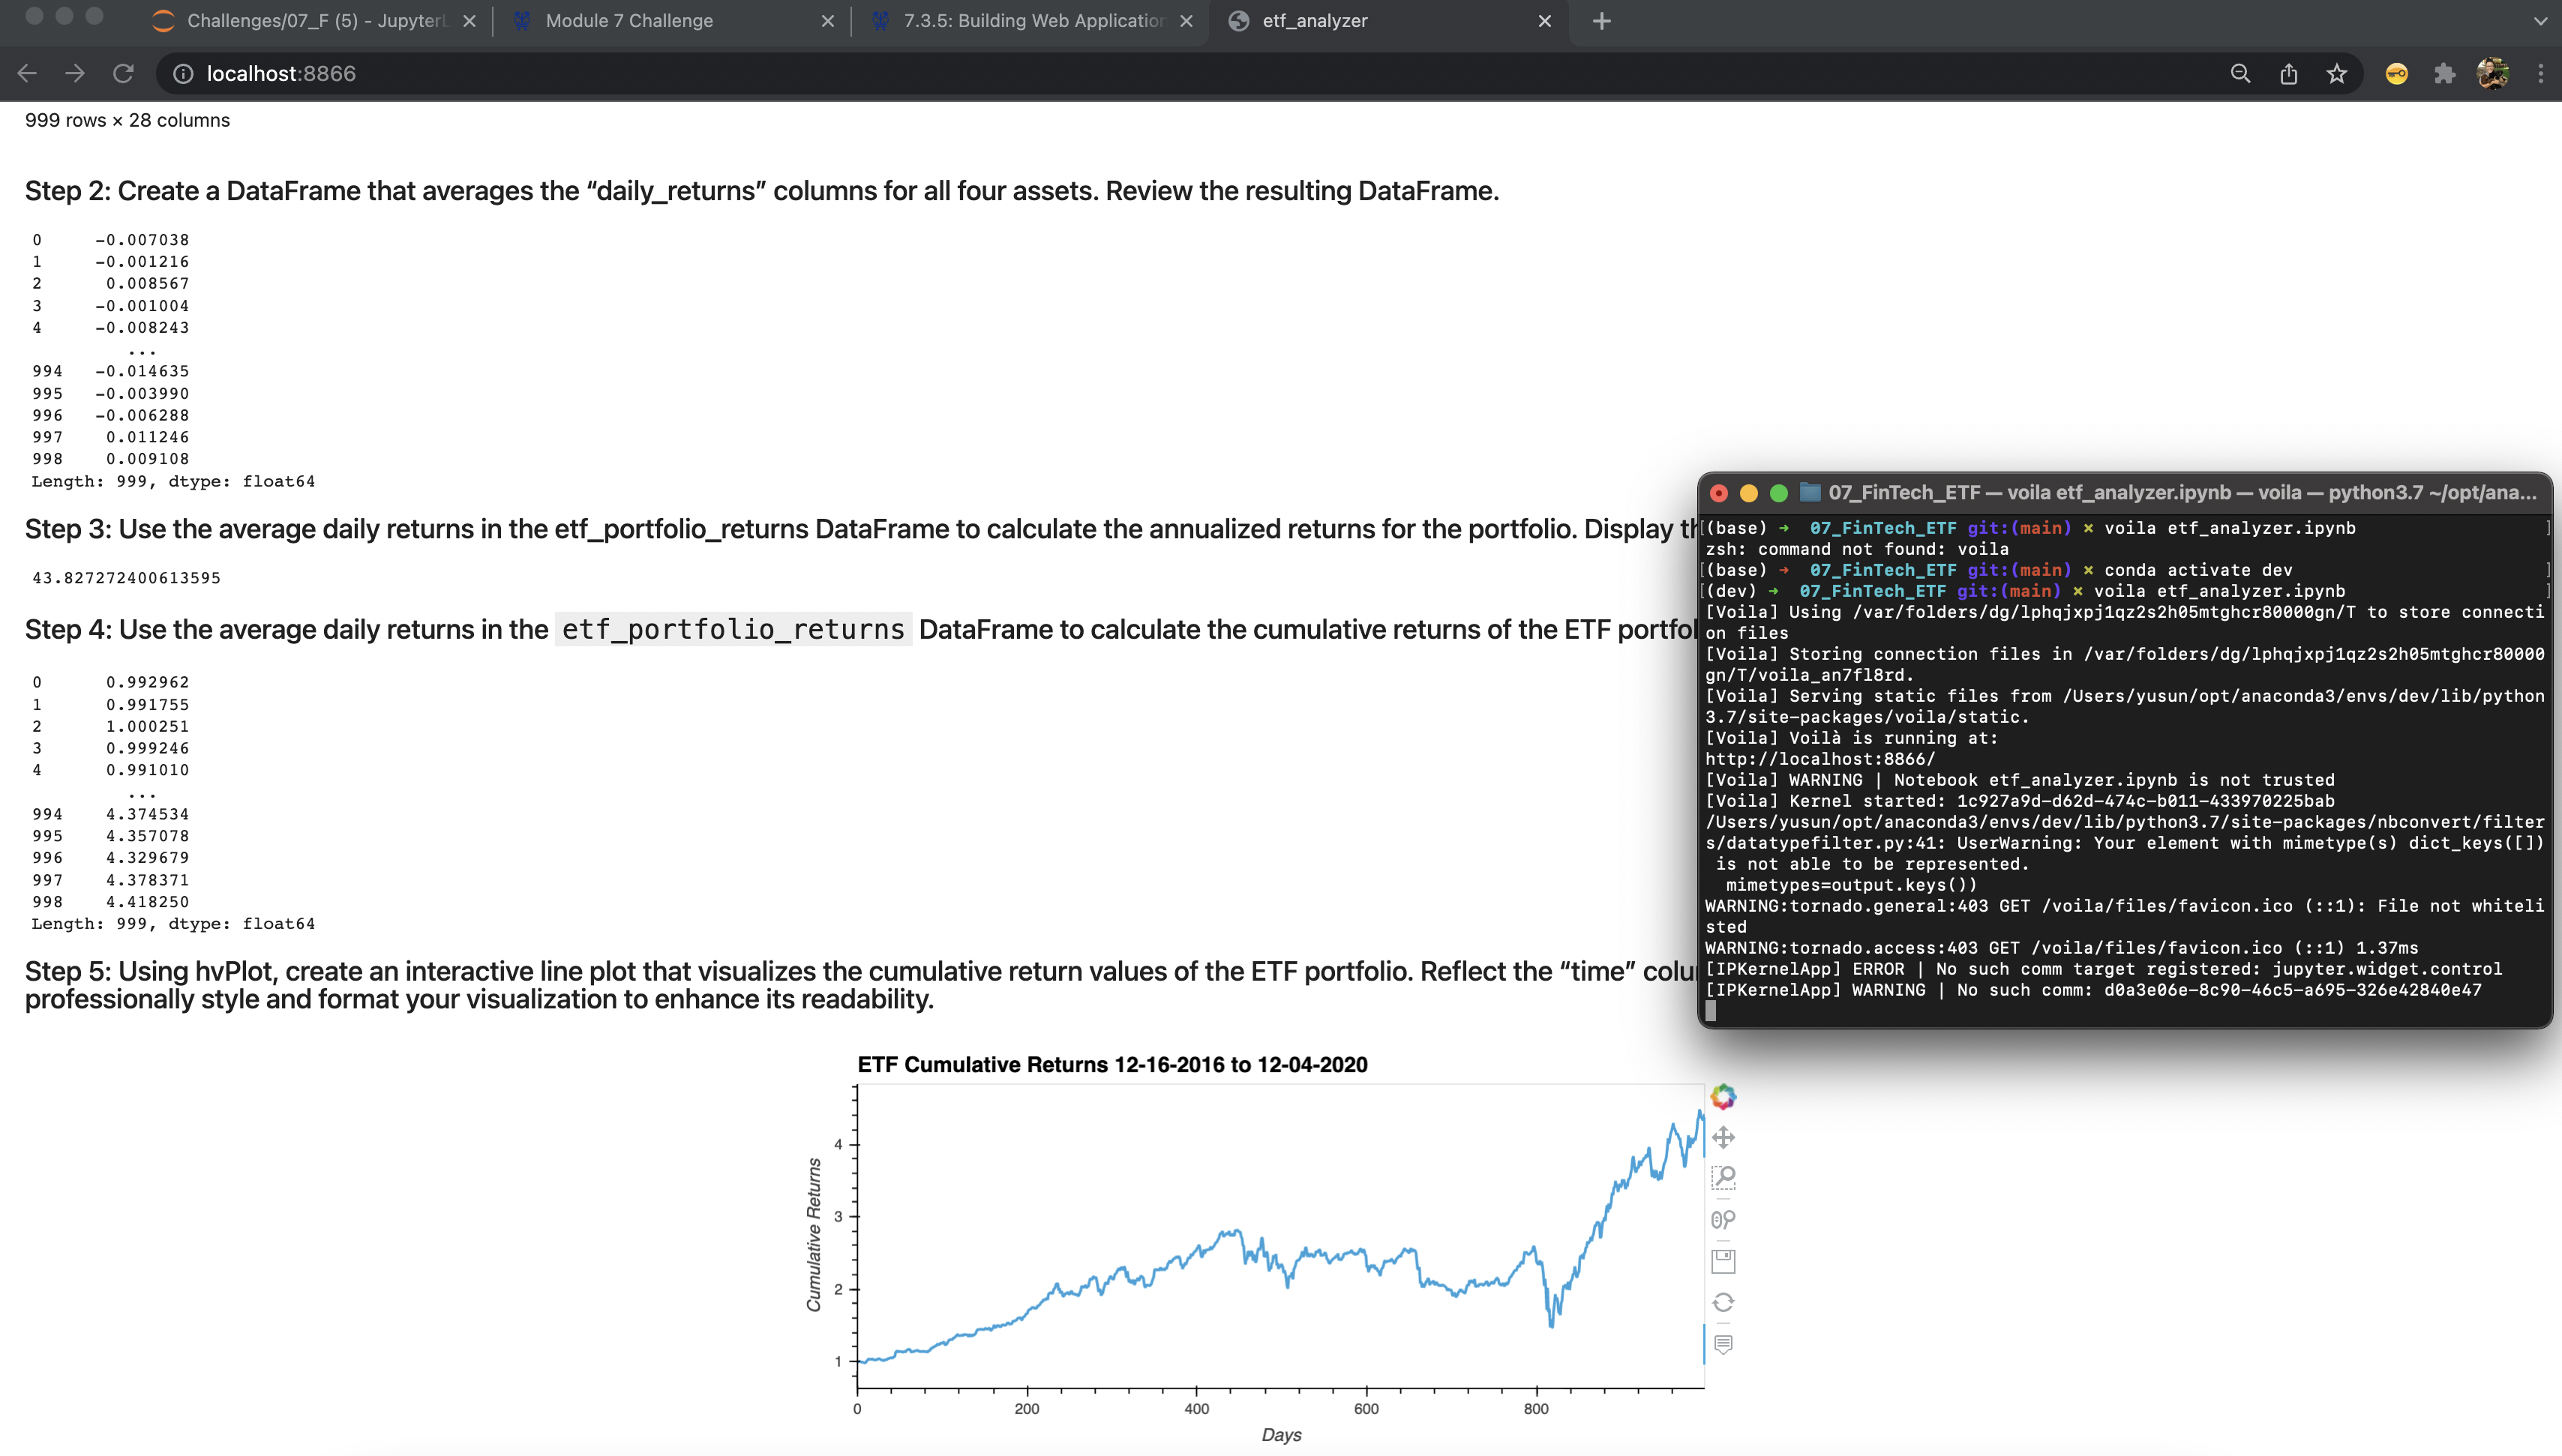 Challenges/07_F (5) - JupyterL
Module 7 Challenge
7.3.5: Building Web Application
etf_analyzer
localhost:8866
999 rows × 28 columns
Step 2: Create a DataFrame that averages the “daily_returns” columns for all four assets. Review the resulting DataFrame.
0 -0.007038
1 -0.001216
2 0.008567
3 -0.001004
4 -0.008243
...
994 -0.014635
995 -0.003990
996 -0.006288
997 0.011246
998 0.009108
Length: 999, dtype: float64
Step 3: Use the average daily returns in the etf_portfolio_returns DataFrame to calculate the annualized returns for the portfolio. Display th
43.827272400613595
Step 4: Use the average daily returns in the etf_portfolio_returns DataFrame to calculate the cumulative returns of the ETF portfol
0 0.992962
1 0.991755
2 1.000251
3 0.999246
4 0.991010
...
994 4.374534
995 4.357078
996 4.329679
997 4.378371
998 4.418250
Length: 999, dtype: float64
Step 5: Using hvPlot, create an interactive line plot that visualizes the cumulative return values of the ETF portfolio. Reflect the “time” colu
professionally style and format your visualization to enhance its readability.
07_FinTech_ETF — voila etf_analyzer.ipynb — voila — python3.7 ~/opt/ana...
[(base) ➜ 07_FinTech_ETF git:(main) × voila etf_analyzer.ipynb ]
zsh: command not found: voila
[(base) ➜ 07_FinTech_ETF git:(main) × conda activate dev ]
[(dev) ➜ 07_FinTech_ETF git:(main) × voila etf_analyzer.ipynb ]
[Voila] Using /var/folders/dg/lphqjxpj1qz2s2h05mtghcr80000gn/T to store connecti
on files
[Voila] Storing connection files in /var/folders/dg/lphqjxpj1qz2s2h05mtghcr80000
gn/T/voila_an7fl8rd.
[Voila] Serving static files from /Users/yusun/opt/anaconda3/envs/dev/lib/python
3.7/site-packages/voila/static.
[Voila] Voilà is running at:
http://localhost:8866/
[Voila] WARNING | Notebook etf_analyzer.ipynb is not trusted
[Voila] Kernel started: 1c927a9d-d62d-474c-b011-433970225bab
/Users/yusun/opt/anaconda3/envs/dev/lib/python3.7/site-packages/nbconvert/filter
s/datatypefilter.py:41: UserWarning: Your element with mimetype(s) dict_keys([])
is not able to be represented.
mimetypes=output.keys())
WARNING:tornado.general:403 GET /voila/files/favicon.ico (::1): File not whiteli
sted
WARNING:tornado.access:403 GET /voila/files/favicon.ico (::1) 1.37ms
[IPKernelApp] ERROR | No such comm target registered: jupyter.widget.control
[IPKernelApp] WARNING | No such comm: d0a3e06e-8c90-46c5-a695-326e42840e47
ETF Cumulative Returns 12-16-2016 to 12-04-2020
Cumulative Returns
4
3
2
1
0 200 400 600 800
Days